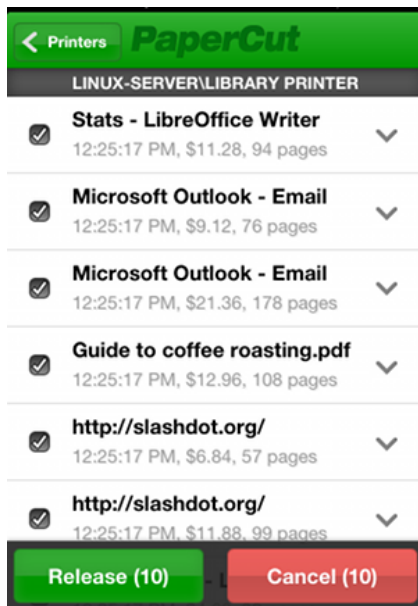 Printers
PaperCut
LINUX-SERVER\LIBRARY PRINTER
Stats - LibreOffice Writer
12:25:17 PM, $11.28, 94 pages
Microsoft Outlook - Email
12:25:17 PM, $9.12, 76 pages
Microsoft Outlook - Email
12:25:17 PM, $21.36, 178 pages
Guide to coffee roasting.pdf
12:25:17 PM, $12.96, 108 pages
http://slashdot.org/
12:25:17 PM, $6.84, 57 pages
http://slashdot.org/
12:25:17 PM, $11.88, 99 pages
Release (10)
Cancel (10)